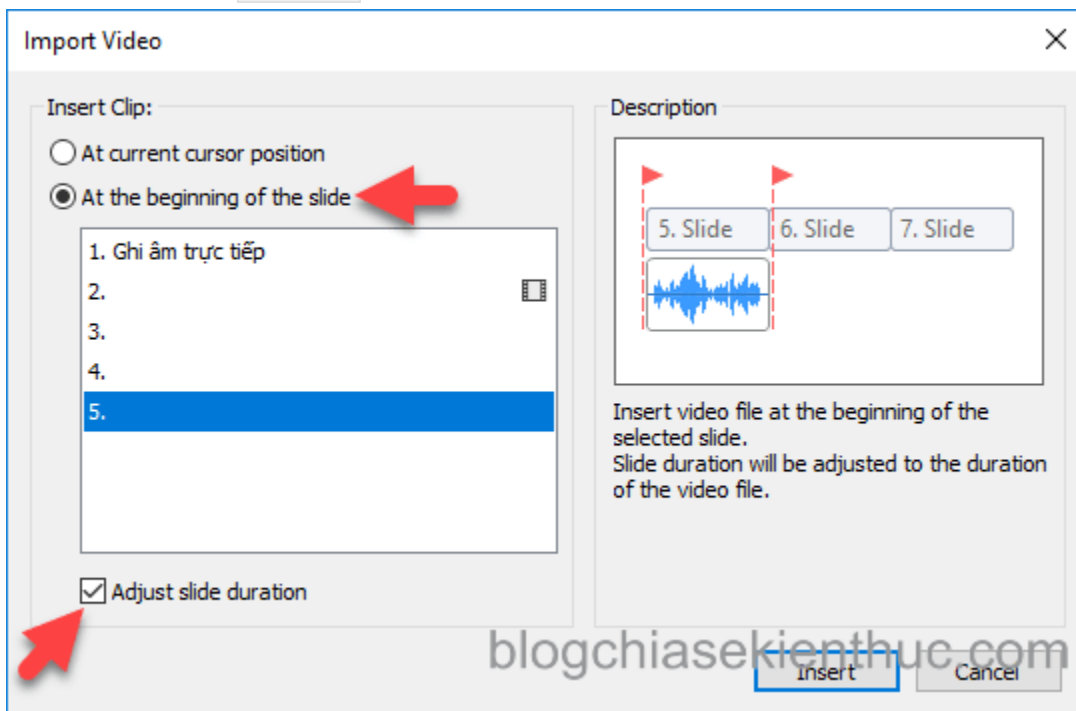 Import Video
Insert Clip:
At current cursor position
At the beginning of the slide
1. Ghi âm trực tiếp
2.
3.
4.
5.
Adjust slide duration
Description
5. Slide
6. Slide
7. Slide
Insert video file at the beginning of the
selected slide.
Slide duration will be adjusted to the duration
of the video file.
blogchiasekienthuc.com
Insert
Cancel